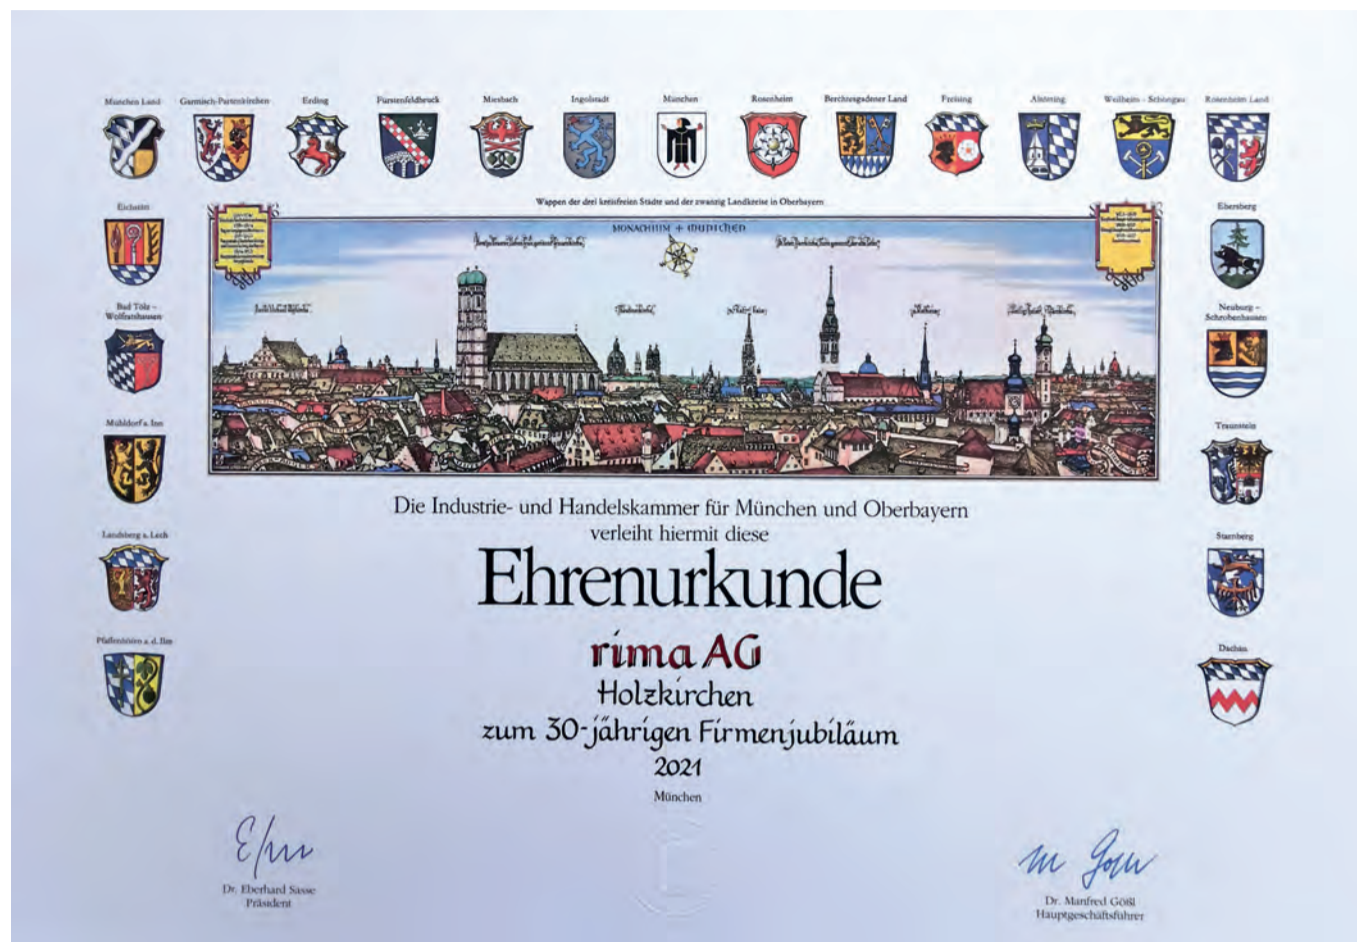 München Land
Garmisch-Partenkirchen
Erding
Fürstenfeldbruck
Miesbach
Ingolstadt
München
Rosenheim
Berchtesgadener Land
Freising
Altötting
Weilheim - Schongau
Rosenheim Land
Eichstätt
Wappen der drei kreisfreien Städte und der zwanzig Landkreise in Oberbayern
Ebersberg
MONACHIUM + MUNICHEN
Bad Tölz -
Wolfratshausen
Neuburg -
Schrobenhausen
Mühldorf a. Inn
Traunstein
Landsberg a. Lech
Starnberg
Pfaffenhofen a. d. Ilm
Dachau
Die Industrie- und Handelskammer für München und Oberbayern
verleiht hiermit diese
Ehrenurkunde
rima AG
Holzkirchen
zum 30-jährigen Firmenjubiläum
2021
München
Dr. Eberhard Sasse
Präsident
Dr. Manfred Gößl
Hauptgeschäftsführer